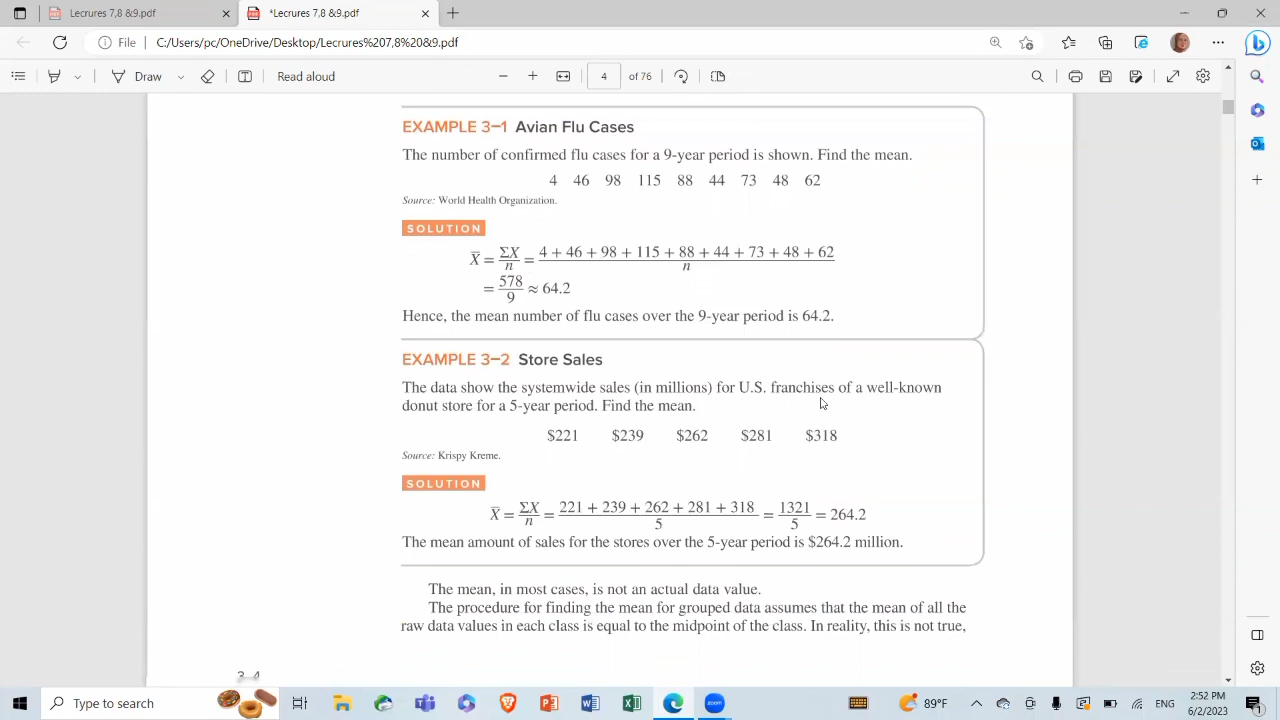 Lectures 7,8 &9.pdf
*Lectures 7,8 &9.pdf
File
C:/Users/pc/OneDrive/Desktop/Lecrures%207,8%20&9.pdf
Draw
Read aloud
4
of 76
EXAMPLE 3–1 Avian Flu Cases
The number of confirmed flu cases for a 9-year period is shown. Find the mean.
4 46 98 115 88 44 73 48 62
Source: World Health Organization.
SOLUTION
X̄ = ΣX/n = 4 + 46 + 98 + 115 + 88 + 44 + 73 + 48 + 62/n
= 578/9 ≈ 64.2
Hence, the mean number of flu cases over the 9-year period is 64.2.
EXAMPLE 3–2 Store Sales
The data show the systemwide sales (in millions) for U.S. franchises of a well-known
donut store for a 5-year period. Find the mean.
$221 $239 $262 $281 $318
Source: Krispy Kreme.
SOLUTION
X̄ = ΣX/n = 221 + 239 + 262 + 281 + 318/5 = 1321/5 = 264.2
The mean amount of sales for the stores over the 5-year period is $264.2 million.
The mean, in most cases, is not an actual data value.
The procedure for finding the mean for grouped data assumes that the mean of all the
raw data values in each class is equal to the midpoint of the class. In reality, this is not true,
3–4
Type to search
zoom
89°F
ENG
2:52 PM
6/2/2023